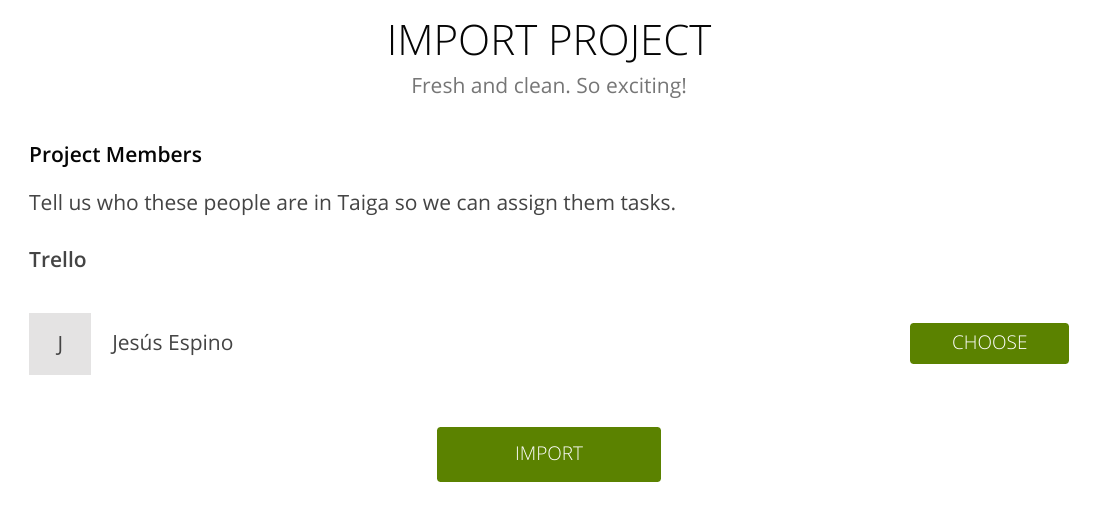 IMPORT PROJECT
Fresh and clean. So exciting!
Project Members
Tell us who these people are in Taiga so we can assign them tasks.
Trello
J Jesús Espino CHOOSE
IMPORT